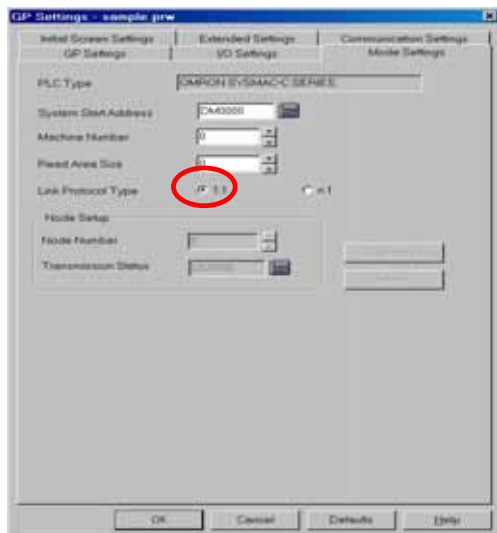 GP Settings - sample.prw
Initial Screen Settings
Extended Settings
Communication Settings
GP Settings
I/O Settings
Mode Settings
PLC Type
OMRON SYSMAC-C SERIES
System Start Address
DM0000
Machine Number
0
Read Area Size
0
Link Protocol Type
1:1
n:1
Node Setup
Node Number
Transmission Status
OK
Cancel
Defaults
Help